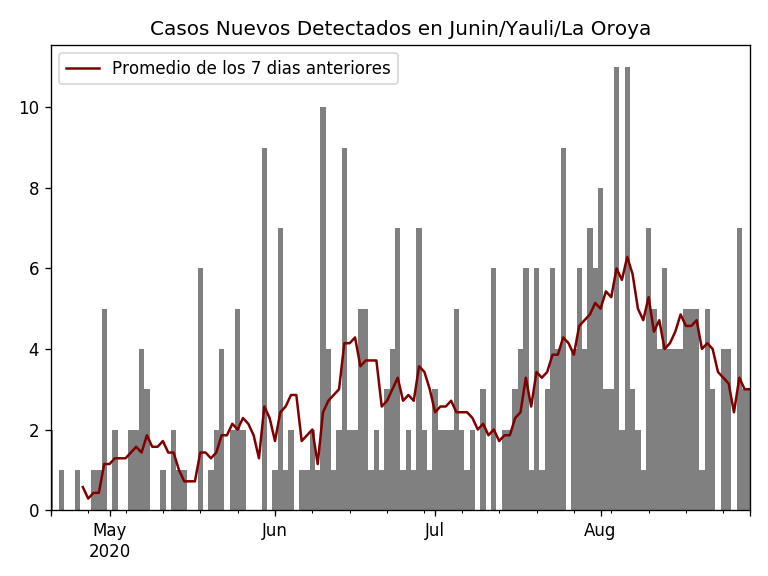 Casos Nuevos Detectados en Junin/Yauli/La Oroya
Promedio de los 7 dias anteriores
10
8
6
4
2
0
May Jun Jul Aug
2020